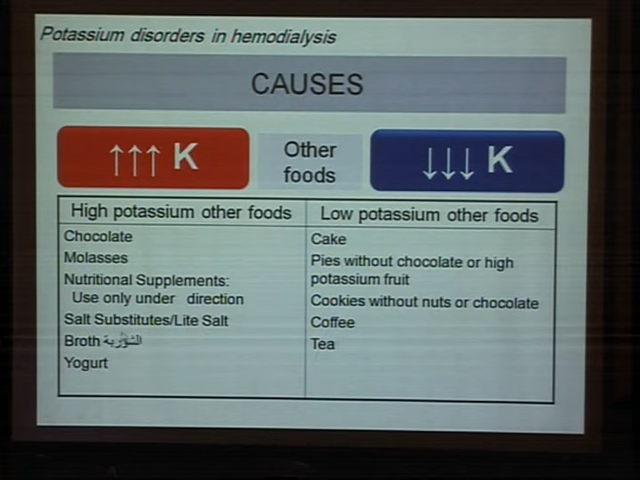 Potassium disorders in hemodialysis
CAUSES
↑↑↑ K
Other
foods
↓↓↓ K
High potassium other foods
Chocolate
Molasses
Nutritional Supplements:
Use only under direction
Salt Substitutes/Lite Salt
Broth
Yogurt
Low potassium other foods
Cake
Pies without chocolate or high
potassium fruit
Cookies without nuts or chocolate
Coffee
Tea